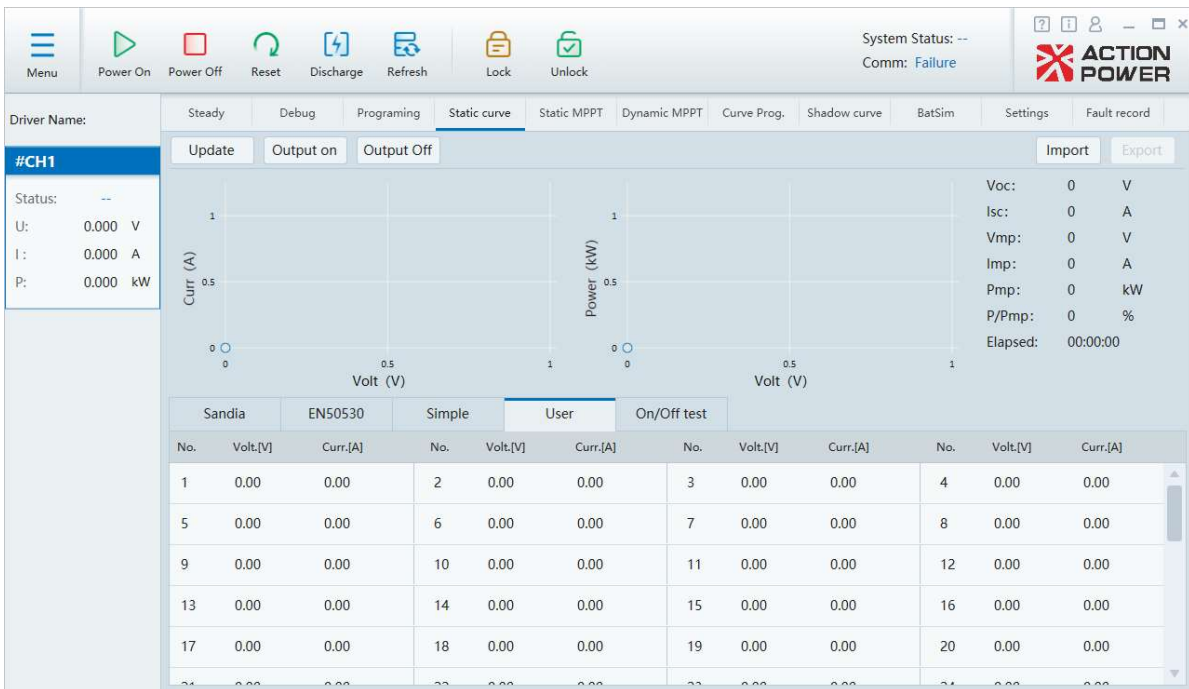 Menu Power On Power Off Reset Discharge Refresh Lock Unlock
System Status: --
Comm: Failure
ACTION
POWER
Driver Name:
#CH1
Status: --
U: 0.000 V
I: 0.000 A
P: 0.000 kW
Steady Debug Programing Static curve Static MPPT Dynamic MPPT Curve Prog. Shadow curve BatSim Settings Fault record
Update Output on Output Off Import Export
Curr (A)
1
0.5
0
0 0.5 1
Volt (V)
Power (kW)
1
0.5
0
0 0.5 1
Volt (V)
Voc: 0 V
Isc: 0 A
Vmp: 0 V
Imp: 0 A
Pmp: 0 kW
P/Pmp: 0 %
Elapsed: 00:00:00
Sandia EN50530 Simple User On/Off test
No. Volt.[V] Curr.[A] No. Volt.[V] Curr.[A] No. Volt.[V] Curr.[A] No. Volt.[V] Curr.[A]
1 0.00 0.00 2 0.00 0.00 3 0.00 0.00 4 0.00 0.00
5 0.00 0.00 6 0.00 0.00 7 0.00 0.00 8 0.00 0.00
9 0.00 0.00 10 0.00 0.00 11 0.00 0.00 12 0.00 0.00
13 0.00 0.00 14 0.00 0.00 15 0.00 0.00 16 0.00 0.00
17 0.00 0.00 18 0.00 0.00 19 0.00 0.00 20 0.00 0.00